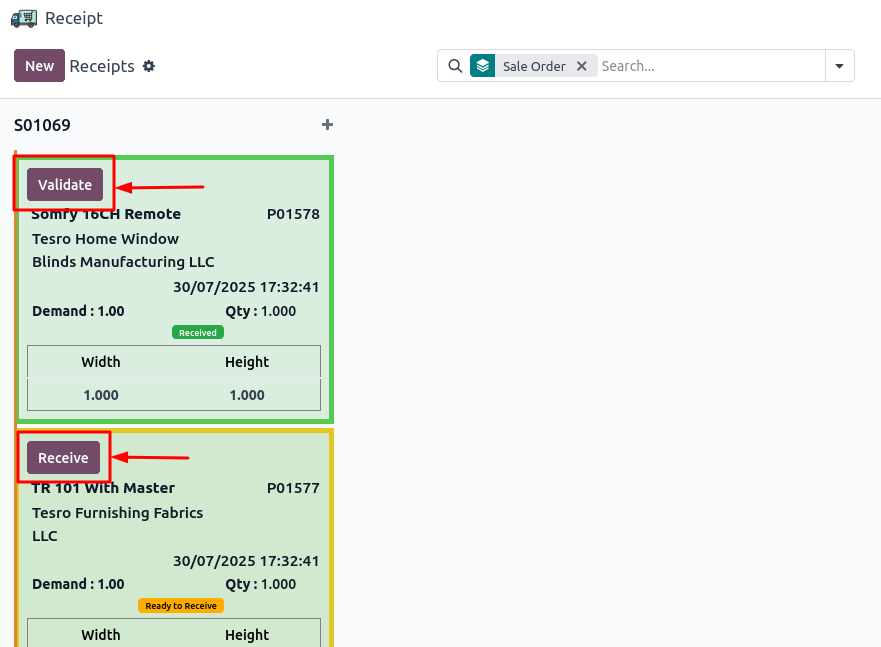 Receipt
New Receipts
Sale Order Search...
S01069
Validate
Somfy 16CH Remote P01578
Tesro Home Window
Blinds Manufacturing LLC
30/07/2025 17:32:41
Demand : 1.00 Qty : 1.000
Received
Width Height
1.000 1.000
Receive
TR 101 With Master P01577
Tesro Furnishing Fabrics
LLC
30/07/2025 17:32:41
Demand : 1.00 Qty : 1.000
Ready to Receive
Width Height